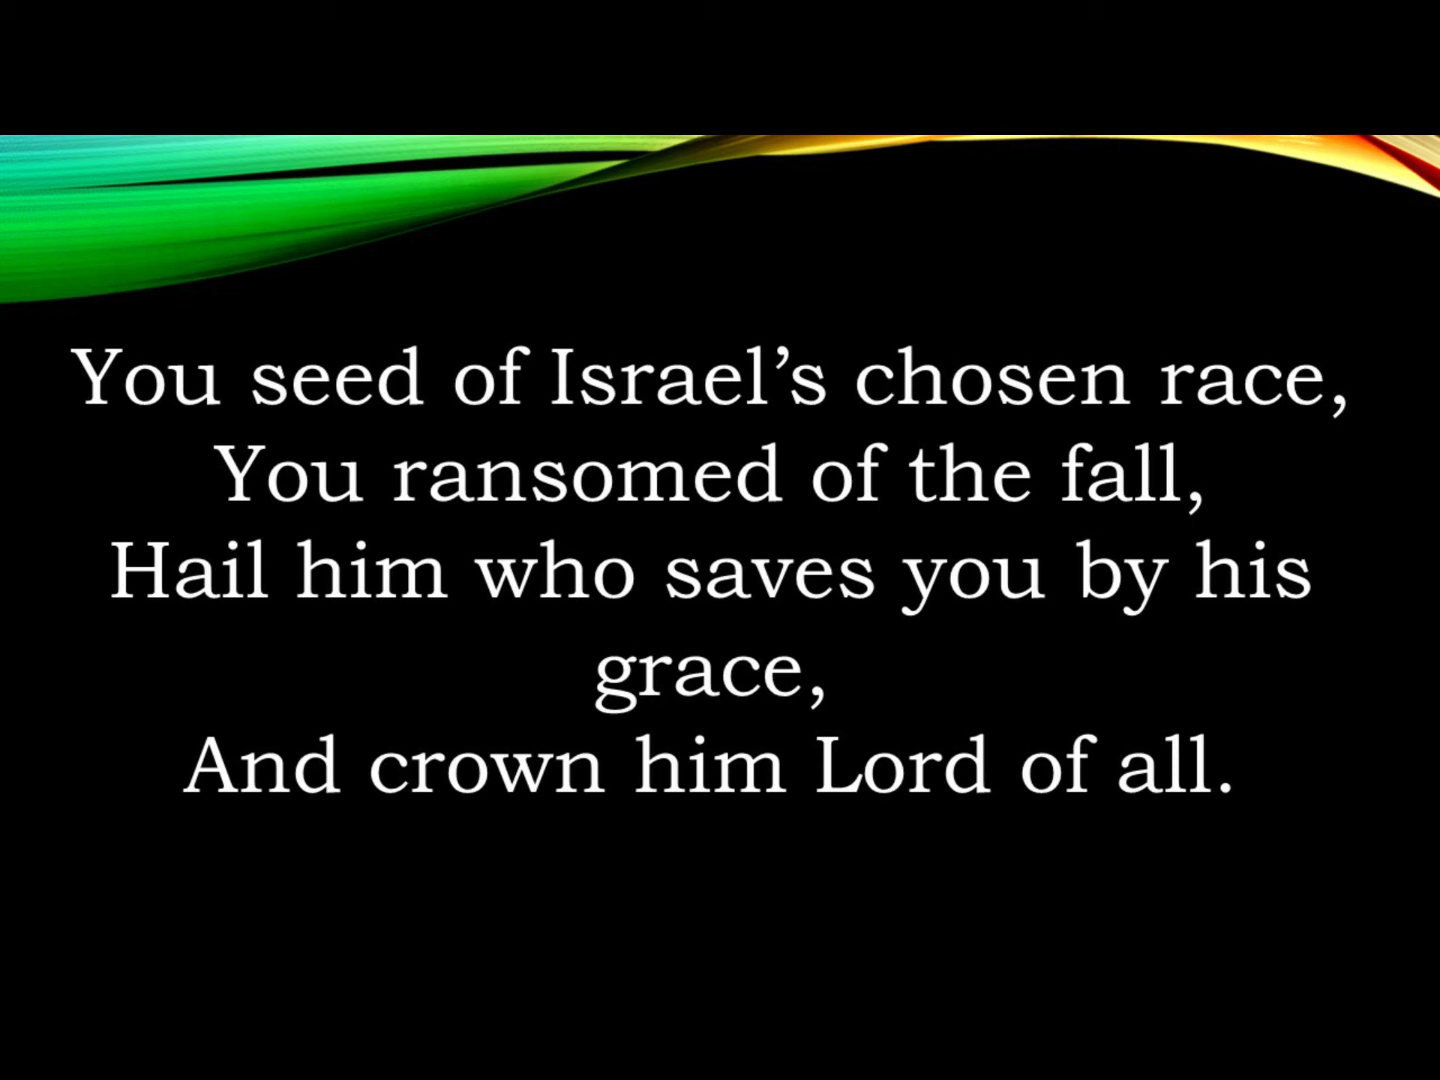 You seed of Israel’s chosen race,
You ransomed of the fall,
Hail him who saves you by his
grace,
And crown him Lord of all.